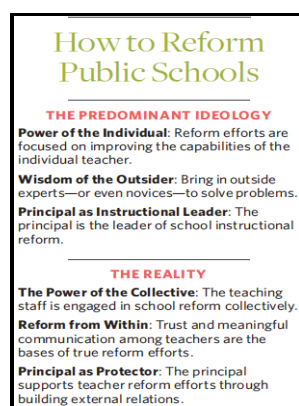 How to Reform
Public Schools
THE PREDOMINANT IDEOLOGY
Power of the Individual: Reform efforts are
focused on improving the capabilities of the
individual teacher.
Wisdom of the Outsider: Bring in outside
experts—or even novices—to solve problems.
Principal as Instructional Leader: The
principal is the leader of school instructional
reform.
THE REALITY
The Power of the Collective: The teaching
staff is engaged in school reform collectively.
Reform from Within: Trust and meaningful
communication among teachers are the
bases of true reform efforts.
Principal as Protector: The principal
supports teacher reform efforts through
building external relations.